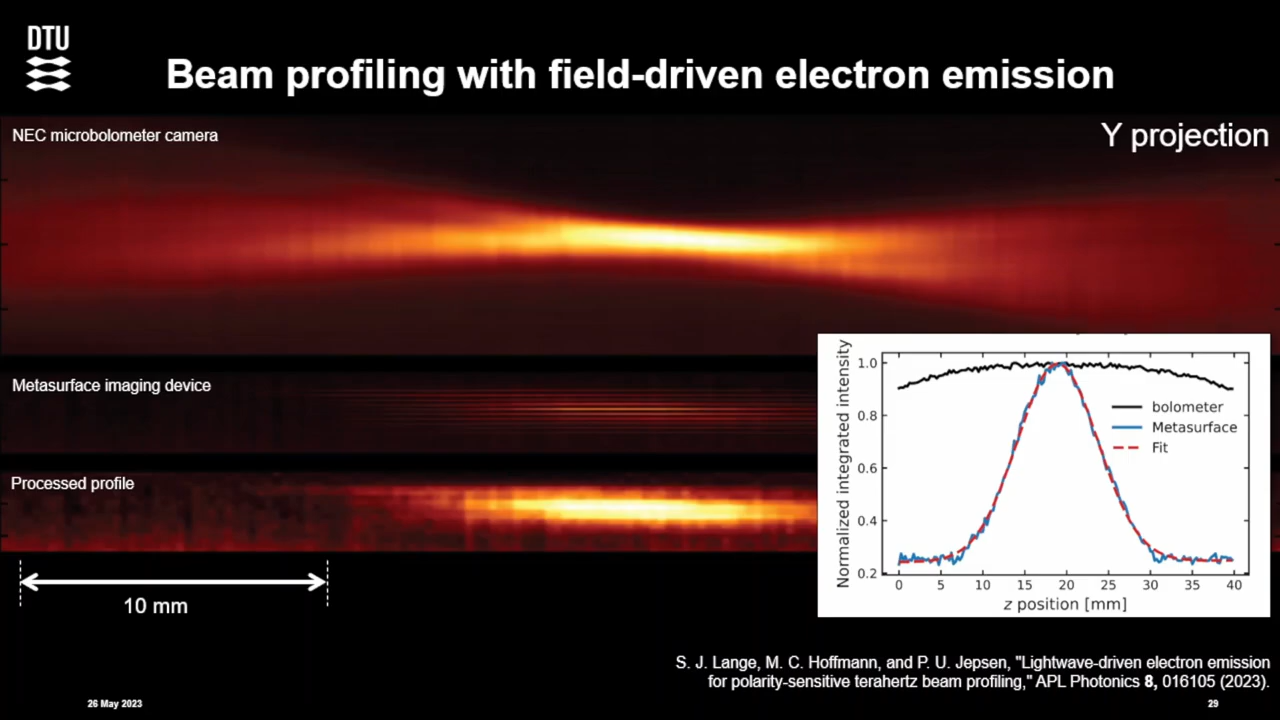 DTU
Beam profiling with field-driven electron emission
NEC microbolometer camera
Y projection
Metasurface imaging device
Processed profile
10 mm
Normalized integrated intensity
1.0
0.8
0.6
0.4
0.2
bolometer
Metasurface
Fit
0 5 10 15 20 25 30 35 40
z position [mm]
S. J. Lange, M. C. Hoffmann, and P. U. Jepsen, "Lightwave-driven electron emission
for polarity-sensitive terahertz beam profiling," APL Photonics 8, 016105 (2023).
26 May 2023
29